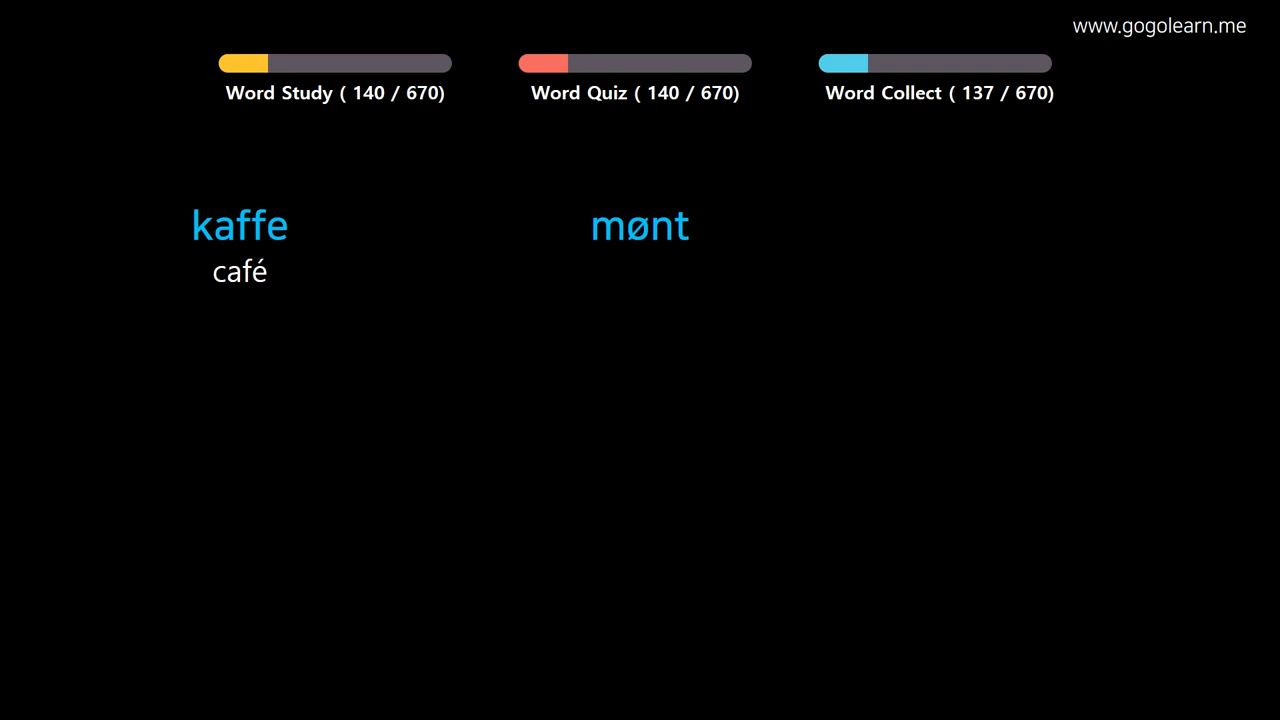 www.gogolearn.me
Word Study ( 140 / 670)
Word Quiz ( 140 / 670)
Word Collect ( 137 / 670)
kaffe
café
mønt